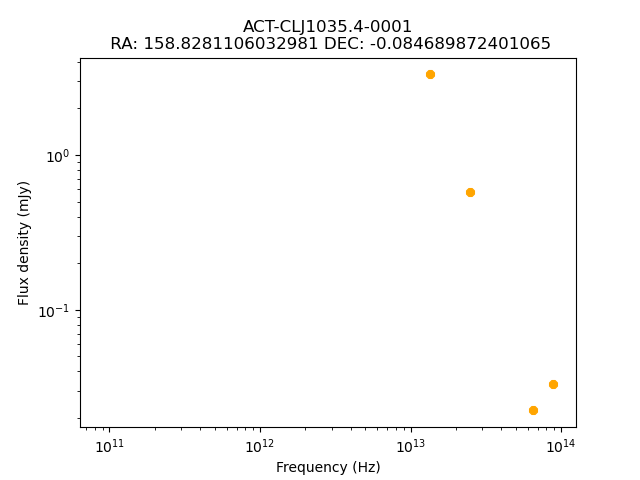 ACT-CLJ1035.4-0001
RA: 158.8281106032981 DEC: -0.084689872401065
Flux density (mJy)
10⁰
10⁻¹
10¹¹ 10¹² 10¹³ 10¹⁴
Frequency (Hz)